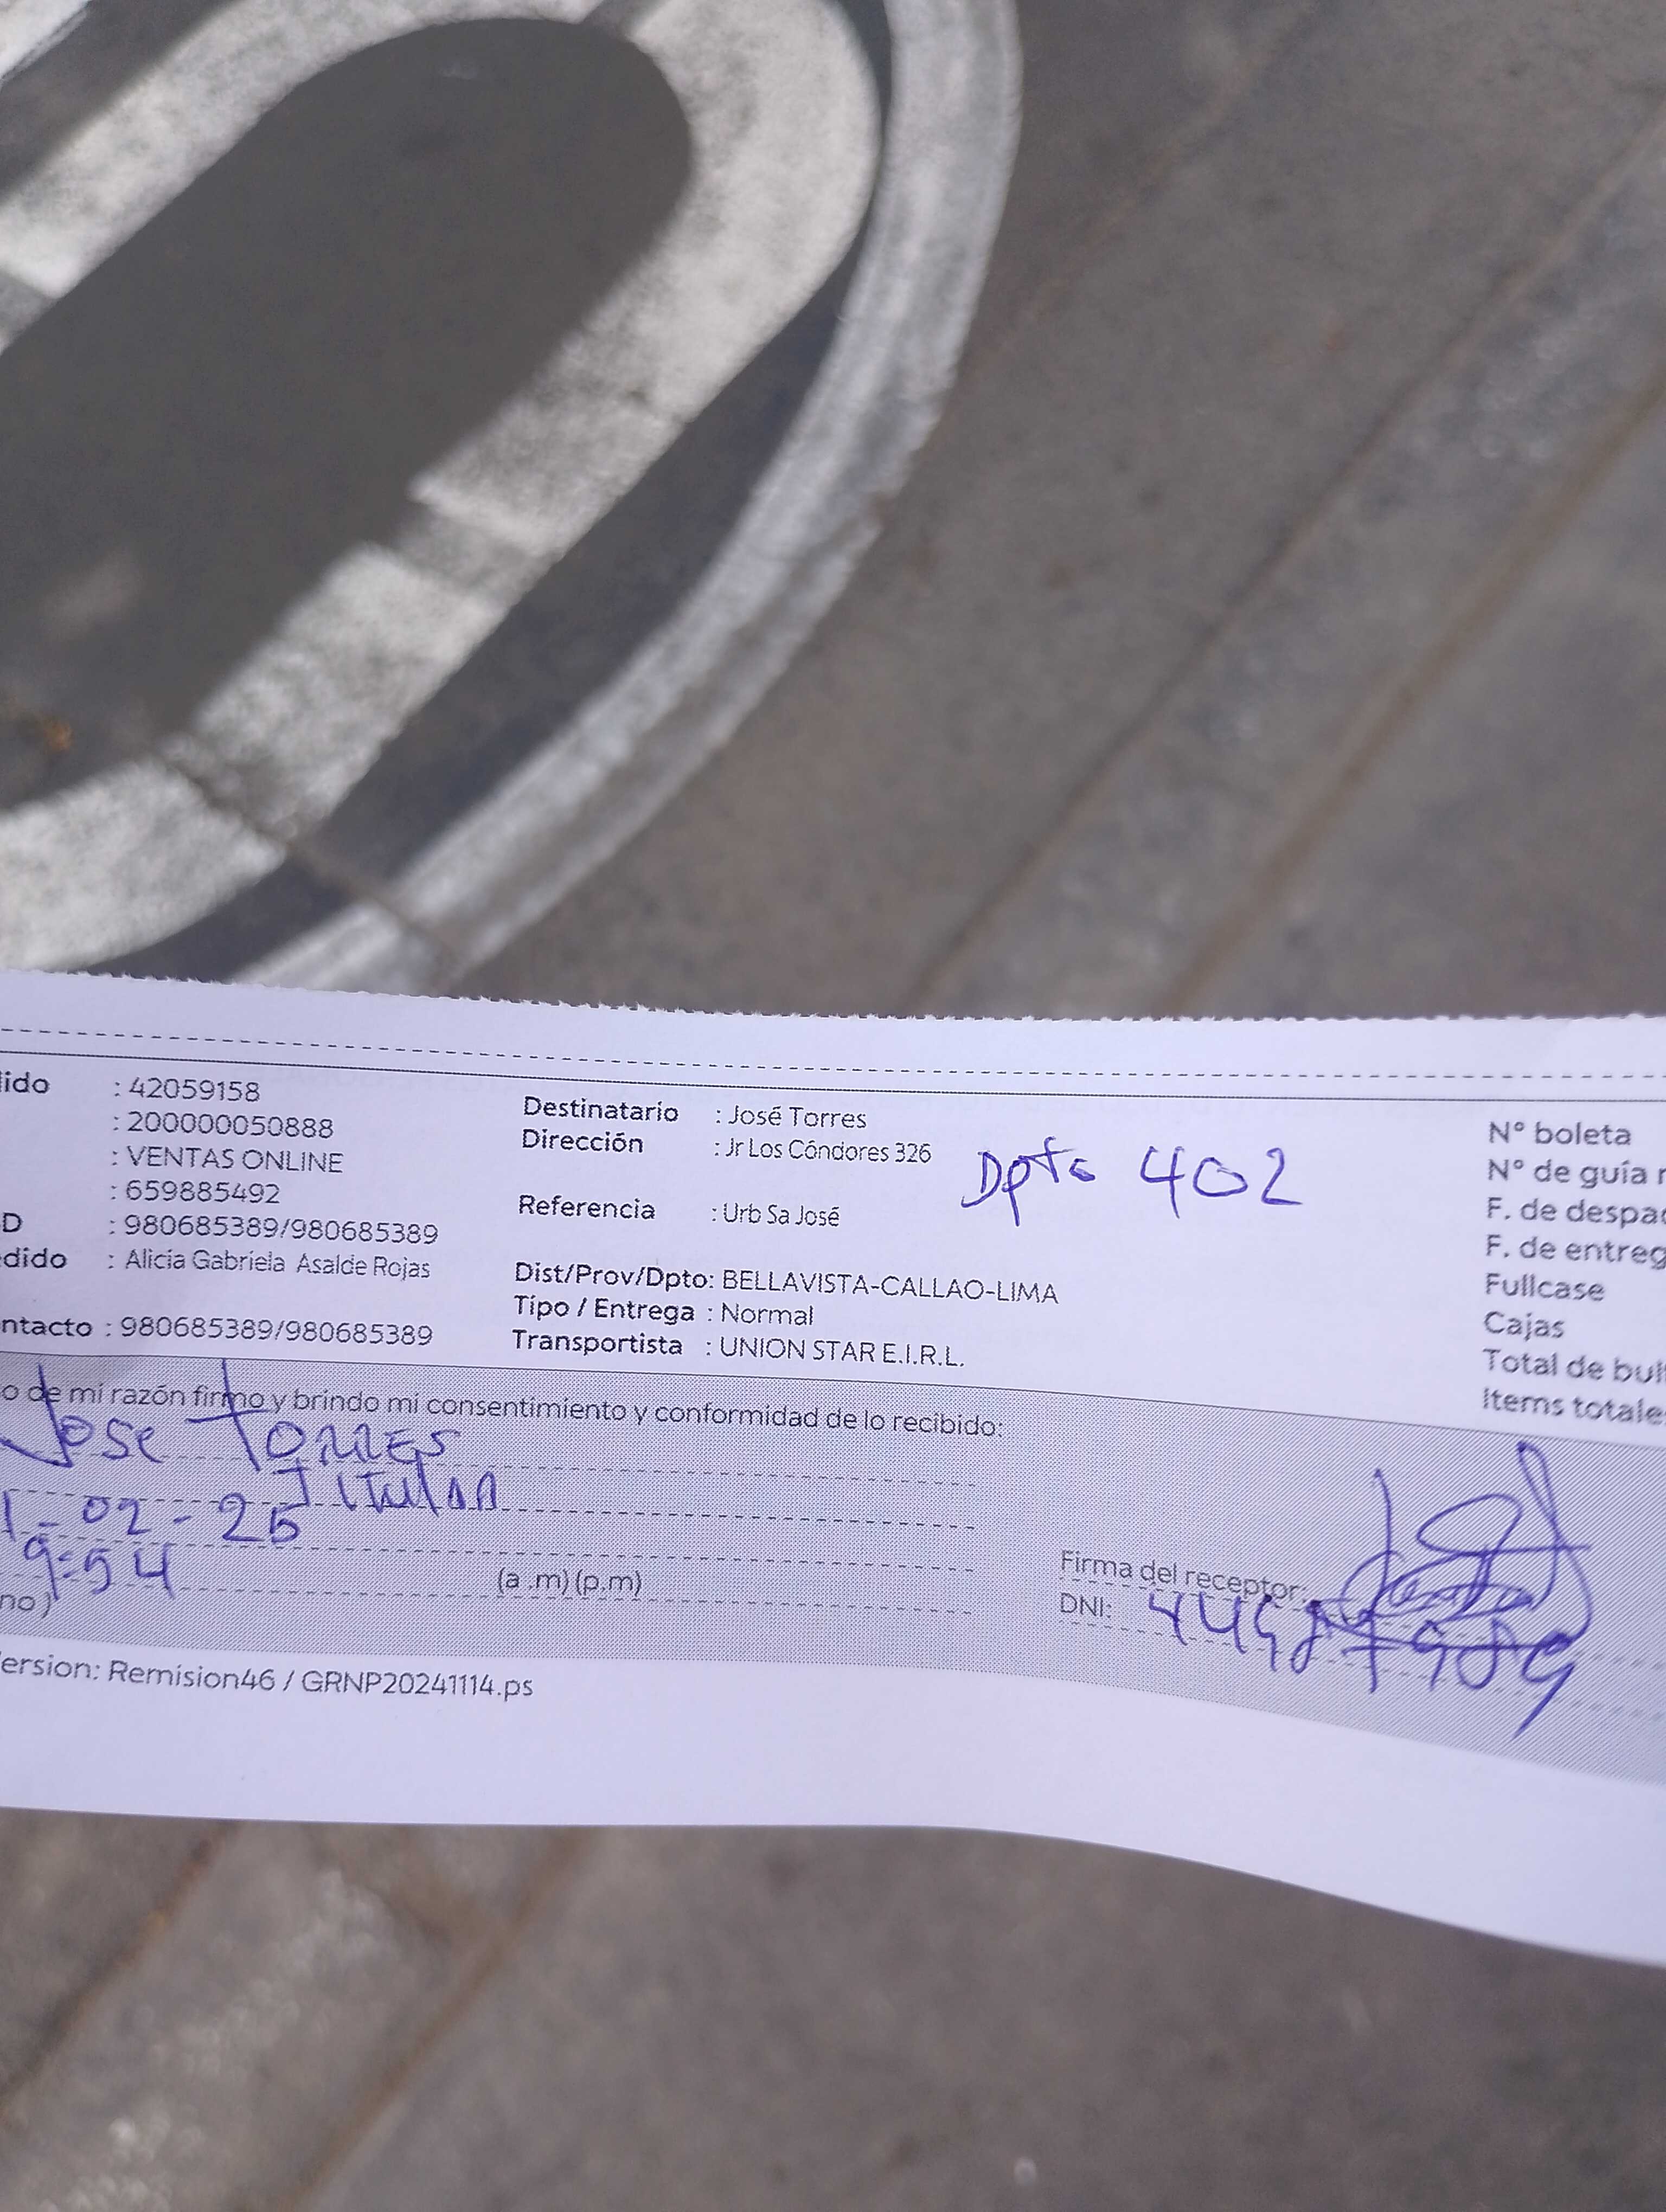 ido : 42059158
: 200000050888
: VENTAS ONLINE
: 659885492
D : 980685389/980685389
dido : Alicia Gabriela Asalde Rojas
ntacto : 980685389/980685389
Destinatario : José Torres
Dirección : Jr Los Cóndores 326 Dpto 402
Referencia : Urb Sa José
Dist/Prov/Dpto: BELLAVISTA-CALLAO-LIMA
Tipo / Entrega : Normal
Transportista : UNION STAR E.I.R.L.
N° boleta
N° de guía r
F. de despa
F. de entreg
Fullcase
Cajas
Total de bul
Items totale
o de mi razón firmo y brindo mi consentimiento y conformidad de lo recibido:
Jose Torres
Titular
1-02-25
9:54 (a .m) (p.m)
no)
Firma del receptor:
DNI:
ersion: Remision46 / GRNP20241114.ps